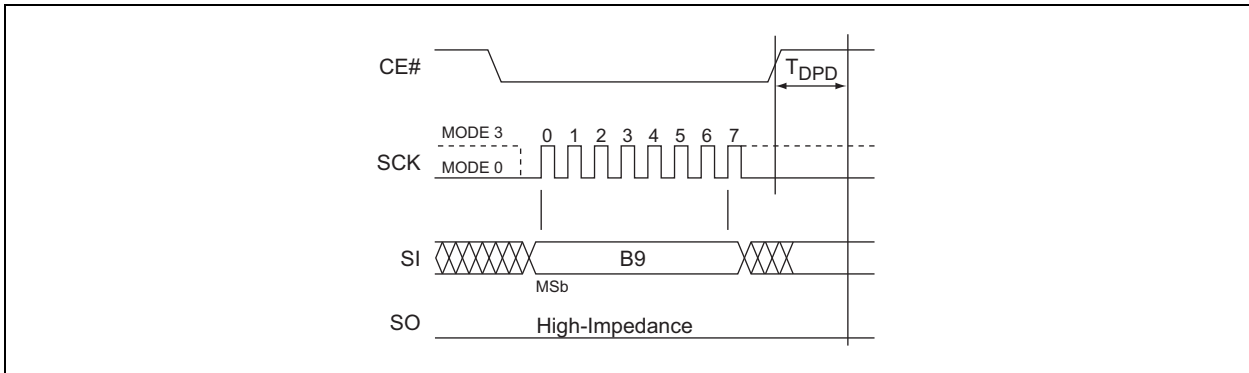 CE#
TDPD
MODE 3
0 1 2 3 4 5 6 7
SCK
MODE 0
SI
B9
MSb
SO
High-Impedance